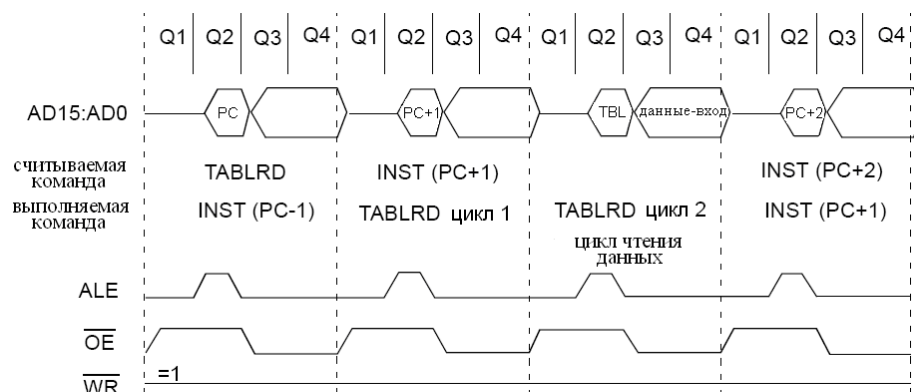 Q1 Q2 Q3 Q4 Q1 Q2 Q3 Q4 Q1 Q2 Q3 Q4 Q1 Q2 Q3 Q4
AD15:AD0 PC PC+1 TBL данные-вход PC+2
считываемая
команда
TABLRD INST (PC+1) INST (PC+2)
выполняемая
команда
INST (PC-1) TABLRD цикл 1 TABLRD цикл 2 INST (PC+1)
цикл чтения
данных
ALE
OE
=1
WR